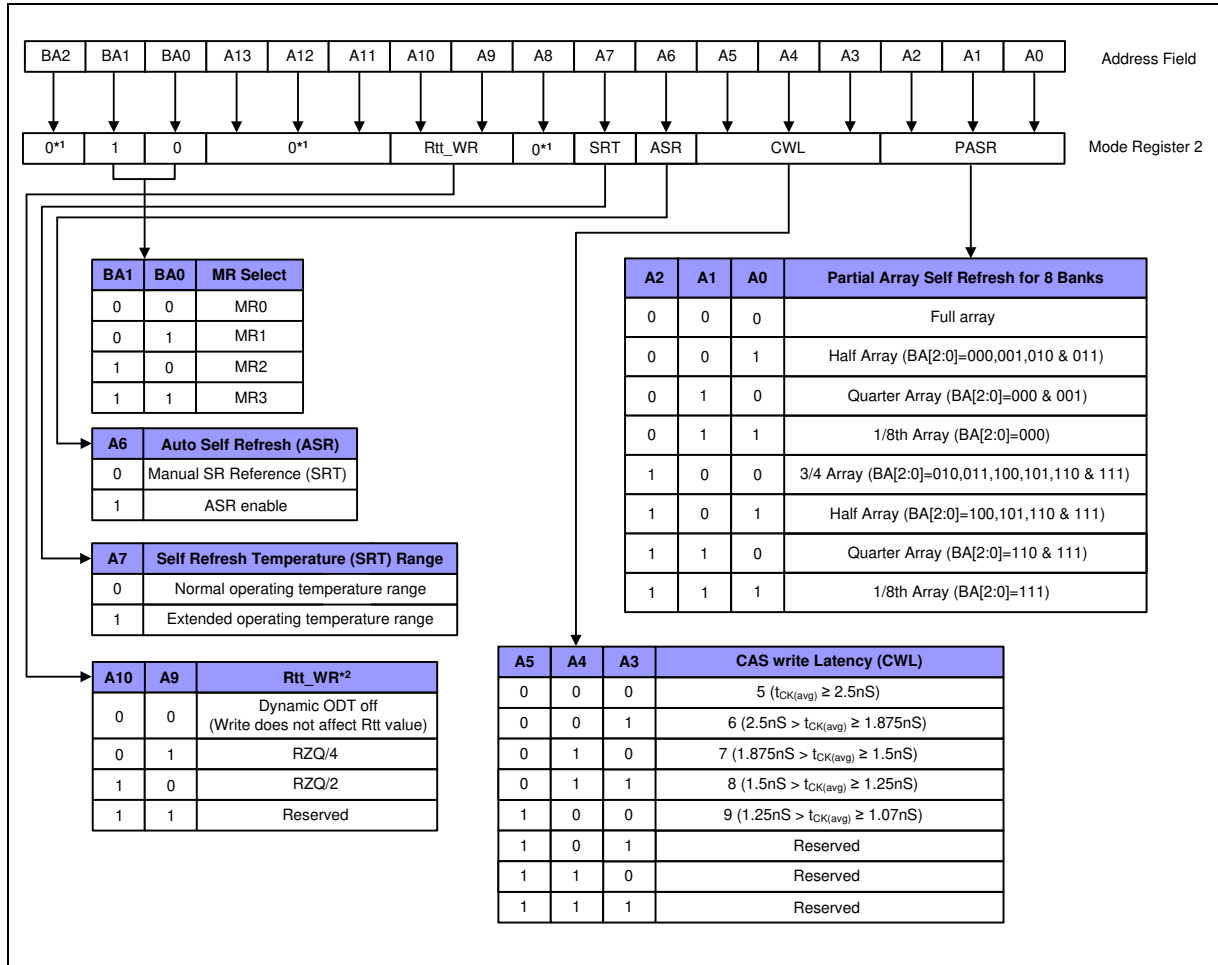 BA2 BA1 BA0 A13 A12 A11 A10 A9 A8 A7 A6 A5 A4 A3 A2 A1 A0 Address Field
0*1 1 0 0*1 Rtt_WR 0*1 SRT ASR CWL PASR Mode Register 2
BA1 BA0 MR Select
0 0 MR0
0 1 MR1
1 0 MR2
1 1 MR3
A6 Auto Self Refresh (ASR)
0 Manual SR Reference (SRT)
1 ASR enable
A7 Self Refresh Temperature (SRT) Range
0 Normal operating temperature range
1 Extended operating temperature range
A10 A9 Rtt_WR*2
0 0 Dynamic ODT off
(Write does not affect Rtt value)
0 1 RZQ/4
1 0 RZQ/2
1 1 Reserved
A2 A1 A0 Partial Array Self Refresh for 8 Banks
0 0 0 Full array
0 0 1 Half Array (BA[2:0]=000,001,010 & 011)
0 1 0 Quarter Array (BA[2:0]=000 & 001)
0 1 1 1/8th Array (BA[2:0]=000)
1 0 0 3/4 Array (BA[2:0]=010,011,100,101,110 & 111)
1 0 1 Half Array (BA[2:0]=100,101,110 & 111)
1 1 0 Quarter Array (BA[2:0]=110 & 111)
1 1 1 1/8th Array (BA[2:0]=111)
A5 A4 A3 CAS write Latency (CWL)
0 0 0 5 (tCK(avg) ≥ 2.5nS)
0 0 1 6 (2.5nS > tCK(avg) ≥ 1.875nS)
0 1 0 7 (1.875nS > tCK(avg) ≥ 1.5nS)
0 1 1 8 (1.5nS > tCK(avg) ≥ 1.25nS)
1 0 0 9 (1.25nS > tCK(avg) ≥ 1.07nS)
1 0 1 Reserved
1 1 0 Reserved
1 1 1 Reserved